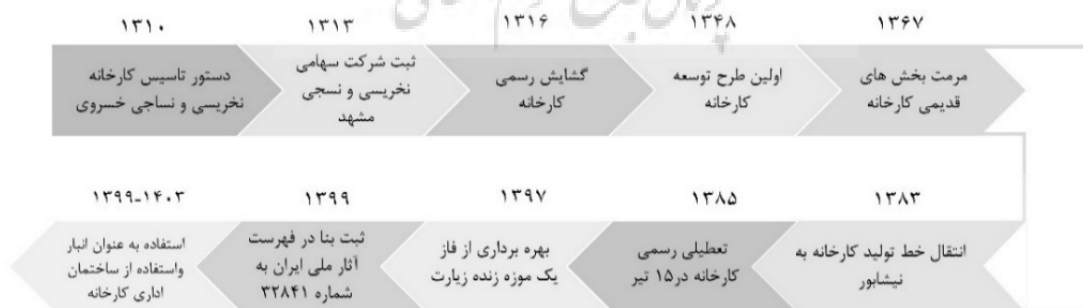 ۱۳۱۰
دستور تاسیس کارخانه
نخریسی و نساجی خسروی
۱۳۱۳
ثبت شرکت سهامی
نخریسی و نسجی
مشهد
۱۳۱۶
گشایش رسمی
کارخانه
۱۳۴۸
اولین طرح توسعه
کارخانه
۱۳۶۷
مرمت بخش های
قدیمی کارخانه
۱۳۸۳
انتقال خط تولید کارخانه به
نیشابور
۱۳۸۵
تعطیلی رسمی
کارخانه در۱۵ تیر
۱۳۹۷
بهره برداری از فاز
یک موزه زنده زیارت
۱۳۹۹
ثبت بنا در فهرست
آثار ملی ایران به
شماره ۳۲۸۴۱
۱۳۹۹-۱۴۰۳
استفاده به عنوان انبار
واستفاده از ساختمان
اداری کارخانه